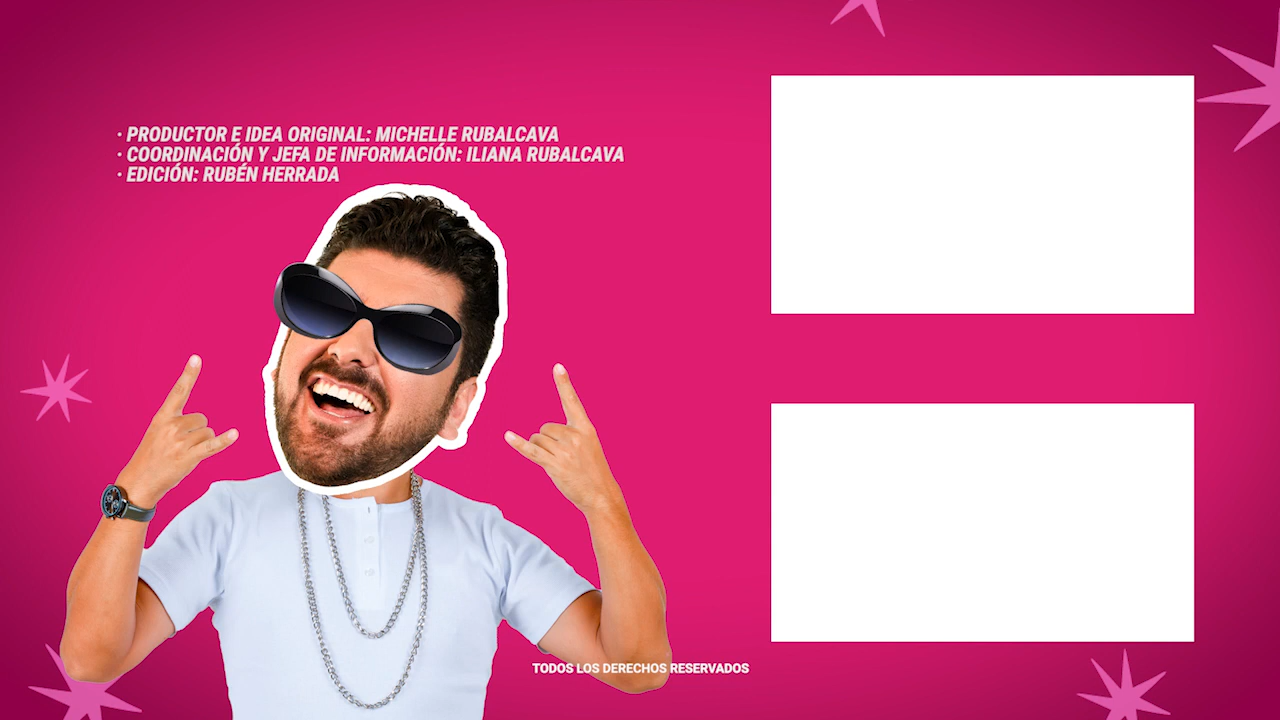 · PRODUCTOR E IDEA ORIGINAL: MICHELLE RUBALCAVA
· COORDINACIÓN Y JEFA DE INFORMACIÓN: ILIANA RUBALCAVA
· EDICIÓN: RUBÉN HERRADA
TODOS LOS DERECHOS RESERVADOS